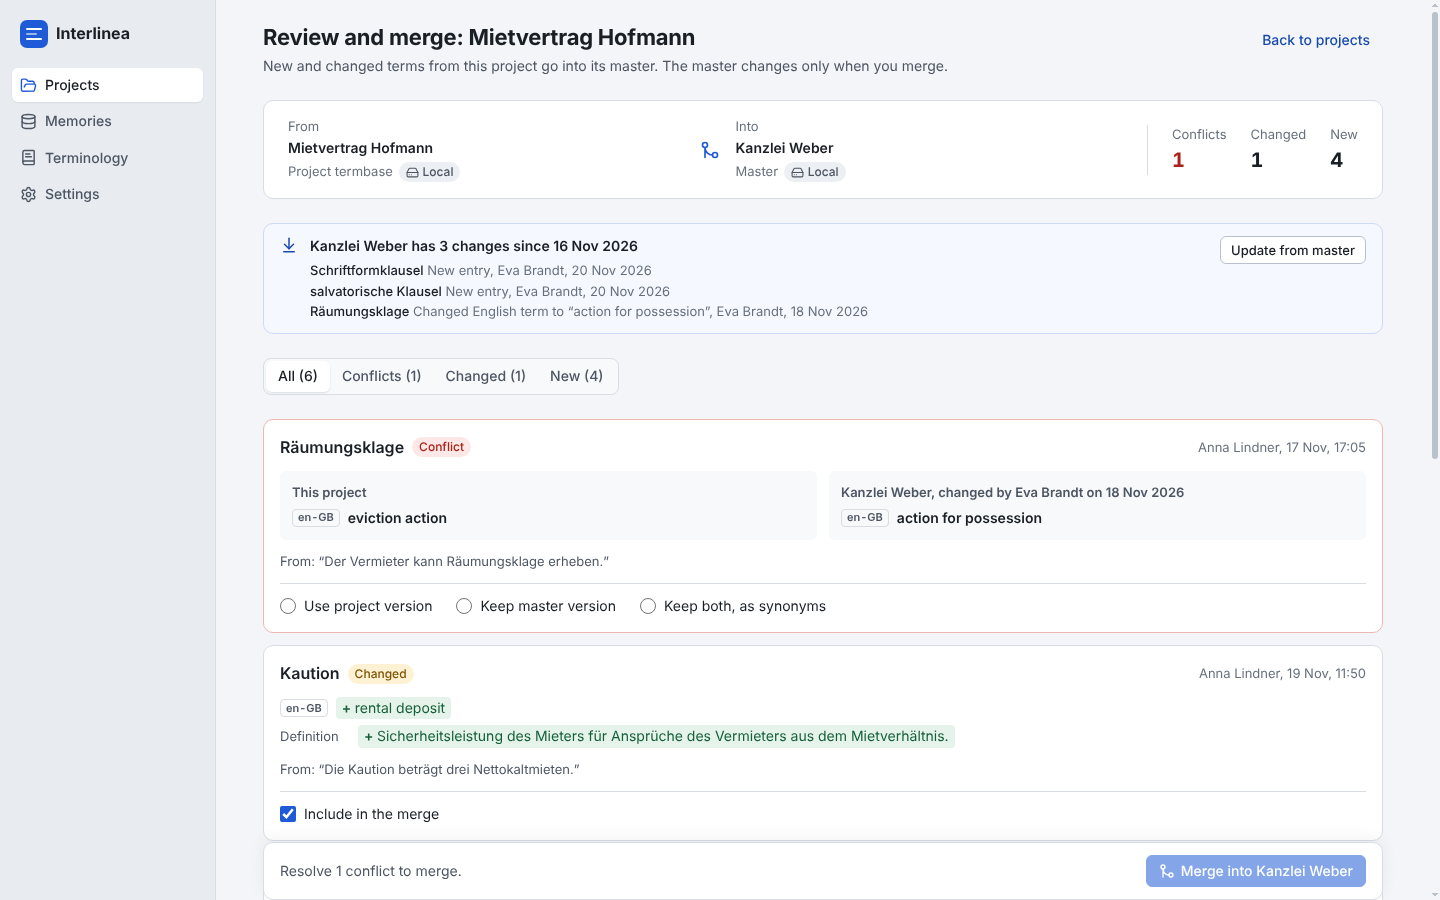 Interlinea
Projects
Memories
Terminology
Settings
Review and merge: Mietvertrag Hofmann
New and changed terms from this project go into its master. The master changes only when you merge.
Back to projects
From
Mietvertrag Hofmann
Project termbase Local
Into
Kanzlei Weber
Master Local
Conflicts
1
Changed
1
New
4
Kanzlei Weber has 3 changes since 16 Nov 2026
Schriftformklausel New entry, Eva Brandt, 20 Nov 2026
salvatorische Klausel New entry, Eva Brandt, 20 Nov 2026
Räumungsklage Changed English term to “action for possession”, Eva Brandt, 18 Nov 2026
Update from master
All (6) Conflicts (1) Changed (1) New (4)
Räumungsklage Conflict
Anna Lindner, 17 Nov, 17:05
This project
en-GB eviction action
Kanzlei Weber, changed by Eva Brandt on 18 Nov 2026
en-GB action for possession
From: “Der Vermieter kann Räumungsklage erheben.”
Use project version Keep master version Keep both, as synonyms
Kaution Changed
Anna Lindner, 19 Nov, 11:50
en-GB + rental deposit
Definition + Sicherheitsleistung des Mieters für Ansprüche des Vermieters aus dem Mietverhältnis.
From: “Die Kaution beträgt drei Nettokaltmieten.”
Include in the merge
Resolve 1 conflict to merge.
Merge into Kanzlei Weber